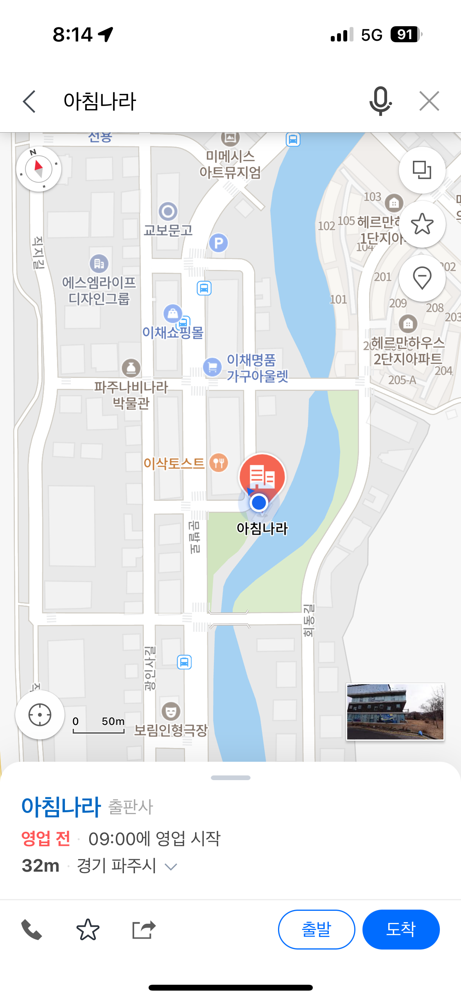 8:14
5G
91
아침나라
N
미메시스
아트뮤지엄
교보문고
P
103
102
105
헤르만하
1단지아
104
직지길
에스엠라이프
디자인그룹
201
101
209
208
203
이채쇼핑몰
이채명품
가구아울렛
헤르만하우스
2단지아파트
204
205-A
파주나비나라
박물관
이삭토스트
아침나라
문발로
회동길
광인사길
0 50m
보림인형극장
아침나라 출판사
영업 전 · 09:00에 영업 시작
32m · 경기 파주시
출발 도착